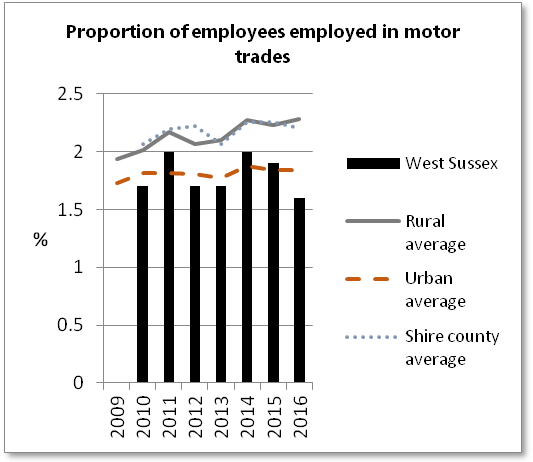 Proportion of employees employed in motor
trades
2.5
2
1.5
1
0.5
0
%
2009
2010
2011
2012
2013
2014
2015
2016
West Sussex
Rural
average
Urban
average
Shire county
average